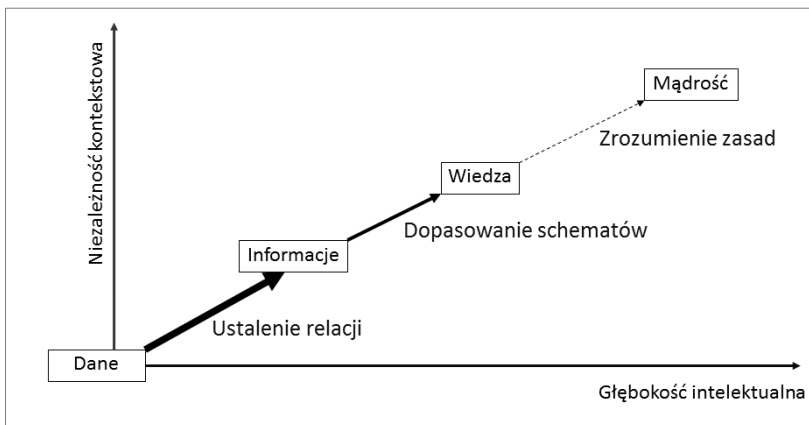 Niezależność kontekstowa
Mądrość
Zrozumienie zasad
Wiedza
Dopasowanie schematów
Informacje
Ustalenie relacji
Dane
Głębokość intelektualna